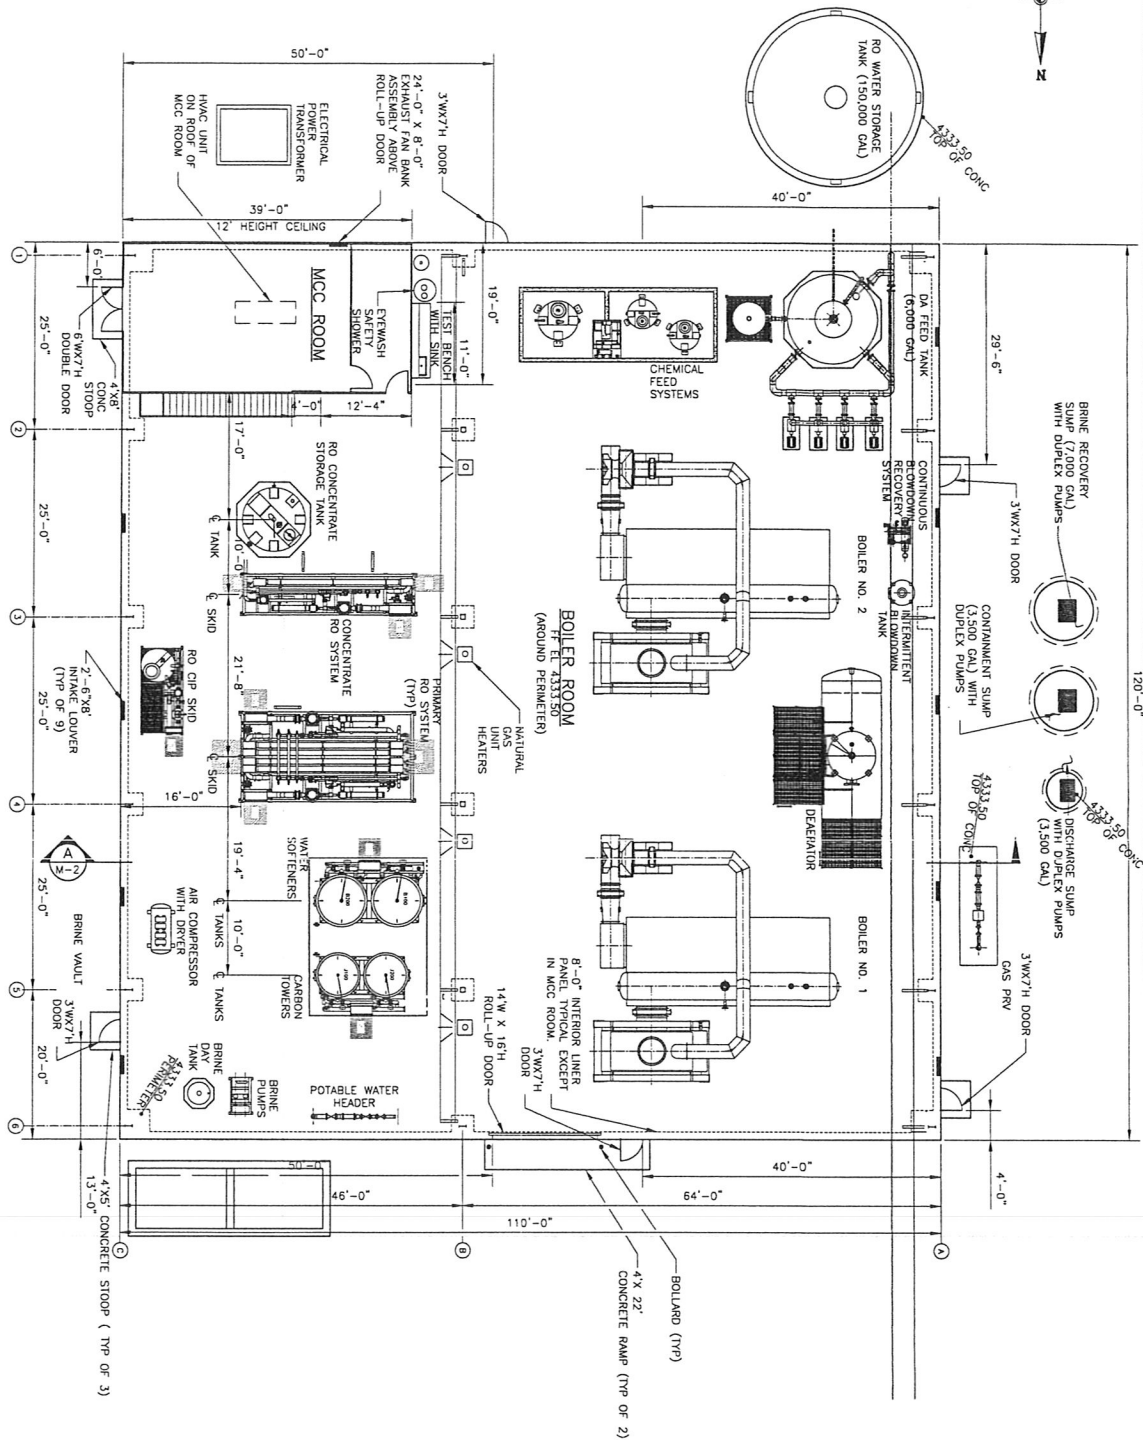 N
RO WATER STORAGE
TANK (150,000 GAL)
4333.50
TOP OF CONC
50'-0"
40'-0"
3'WX7'H DOOR
24'-0" X 8'-0"
EXHAUST FAN BANK
ASSEMBLY ABOVE
ROLL-UP DOOR
ELECTRICAL
POWER
TRANSFORMER
HVAC UNIT
ON ROOF OF
MCC ROOM
39'-0"
12' HEIGHT CEILING
1
6'-0"
25'-0"
6'WX7'H
DOUBLE DOOR
4'X8'
CONC
STOOP
MCC ROOM
EYEWASH
SAFETY
SHOWER
TEST BENCH
WITH SINK
11'-0"
19'-0"
4'-0"
12'-4"
CHEMICAL
FEED
SYSTEMS
DA FEED TANK
(6,000 GAL)
29'-6"
120'-0"
BRINE RECOVERY
SUMP (7,000 GAL)
WITH DUPLEX PUMPS
3'WX7'H DOOR
CONTINUOUS
BLOWDOWN
RECOVERY
SYSTEM
BOILER NO. 2
INTERMITTENT
BLOWDOWN
TANK
CONTAINMENT SUMP
(3,500 GAL) WITH
DUPLEX PUMPS
2
17'-0"
RO CONCENTRATE
STORAGE TANK
25'-0"
℄ TANK
10'-0"
℄ SKID
3
CONCENTRATE
RO SYSTEM
BOILER ROOM
FF EL 4333.50
(AROUND PERIMETER)
21'-8"
RO CIP SKID
2'-6"X8'
INTAKE LOUVER
(TYP OF 9)
25'-0"
PRIMARY
RO SYSTEM
(TYP)
NATURAL
GAS
UNIT
HEATERS
℄ SKID
16'-0"
4
DEAERATOR
4333.50
TOP OF CONC
4333.50
TOP OF CONC
DISCHARGE SUMP
WITH DUPLEX PUMPS
(3,500 GAL)
A
M-2
19'-4"
WATER
SOFTENERS
AIR COMPRESSOR
WITH DRYER
℄ TANKS
10'-0"
℄ TANKS
CARBON
TOWERS
25'-0"
BRINE VAULT
5
3'WX7'H
DOOR
20'-0"
BOILER NO. 1
3'WX7'H DOOR
GAS PRV
8'-0" INTERIOR LINER
PANEL TYPICAL EXCEPT
IN MCC ROOM.
14'W X 16'H
ROLL-UP DOOR
3'WX7'H
DOOR
BRINE
DAY
TANK
4333.50
PERIMETER
BRINE
PUMPS
POTABLE WATER
HEADER
6
4'-0"
50'-0"
40'-0"
46'-0"
64'-0"
110'-0"
13'-0"
4'X5' CONCRETE STOOP ( TYP OF 3)
C
B
A
BOLLARD (TYP)
4'X 22'
CONCRETE RAMP (TYP OF 2)